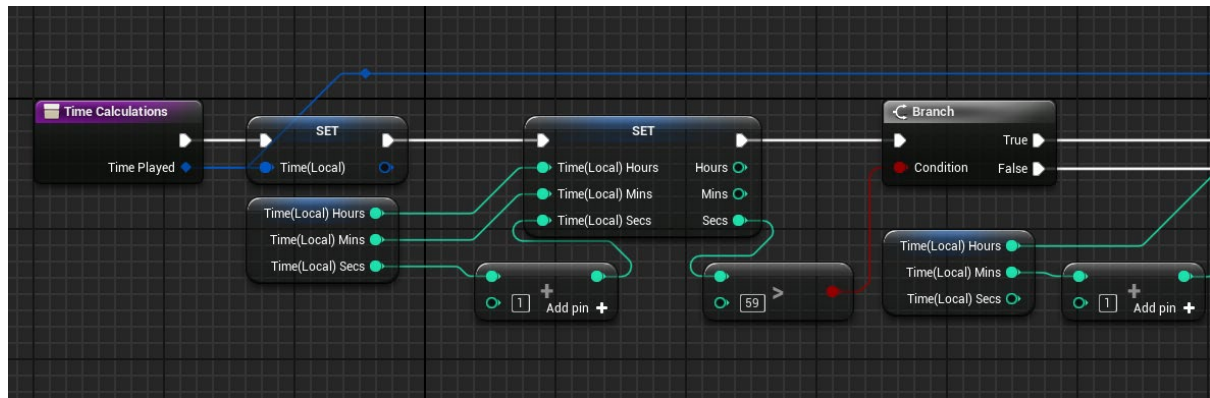 Time Calculations
Time Played
SET
Time(Local)
Time(Local) Hours
Time(Local) Mins
Time(Local) Secs
SET
Time(Local) Hours Hours
Time(Local) Mins Mins
Time(Local) Secs Secs
+
1 Add pin +
59 >
Branch
True
Condition False
Time(Local) Hours
Time(Local) Mins
Time(Local) Secs
+
1 Add pin +